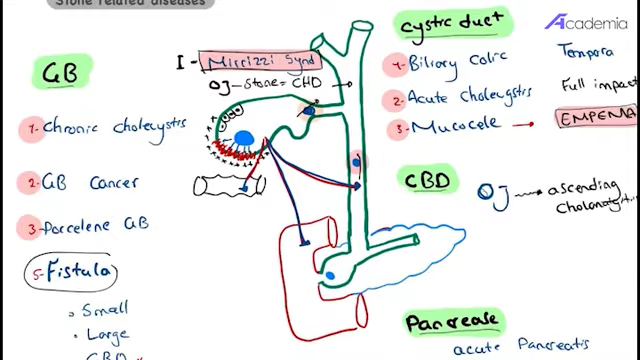 Stone related diseases
Academia
GB
1- Chronic cholecystis
2- GB Cancer
3- Porcelene GB
5- Fistula
. Small
. Large
CBD
I - Mirrizzi Synd
OJ - Stone = CHD
Cystic duct
1- Biliary Colic
2- Acute Cholecystis
3- Mucocele
Tempora
Full impact
EMPEMA
CBD
OJ
ascending
Pancrease
acute Pancreatis